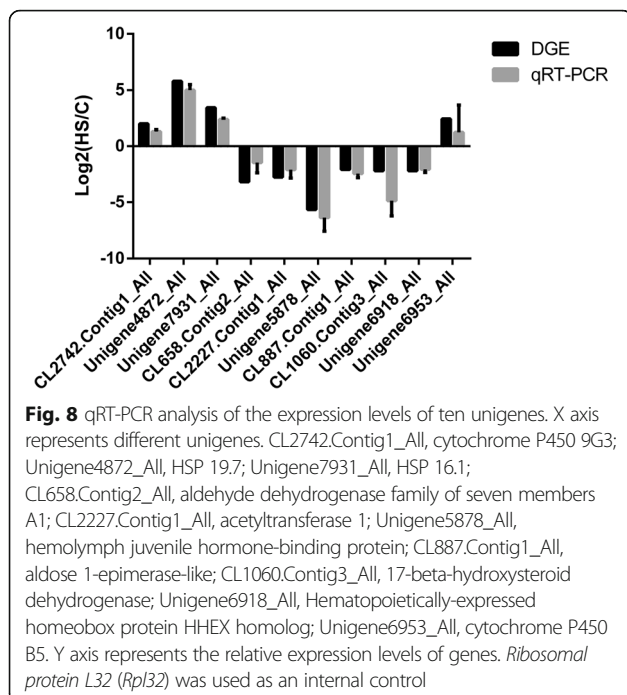 DGE
qRT-PCR
Log2(HS/C)
10
5
0
-5
-10
CL2742.Contig1_All
Unigene4872_All
Unigene7931_All
CL658.Contig2_All
CL2227.Contig1_All
Unigene5878_All
CL887.Contig1_All
CL1060.Contig3_All
Unigene6918_All
Unigene6953_All
Fig. 8 qRT-PCR analysis of the expression levels of ten unigenes. X axis
represents different unigenes. CL2742.Contig1_All, cytochrome P450 9G3;
Unigene4872_All, HSP 19.7; Unigene7931_All, HSP 16.1;
CL658.Contig2_All, aldehyde dehydrogenase family of seven members
A1; CL2227.Contig1_All, acetyltransferase 1; Unigene5878_All,
hemolymph juvenile hormone-binding protein; CL887.Contig1_All,
aldose 1-epimerase-like; CL1060.Contig3_All, 17-beta-hydroxysteroid
dehydrogenase; Unigene6918_All, Hematopoietically-expressed
homeobox protein HHEX homolog; Unigene6953_All, cytochrome P450
B5. Y axis represents the relative expression levels of genes. Ribosomal
protein L32 (Rpl32) was used as an internal control